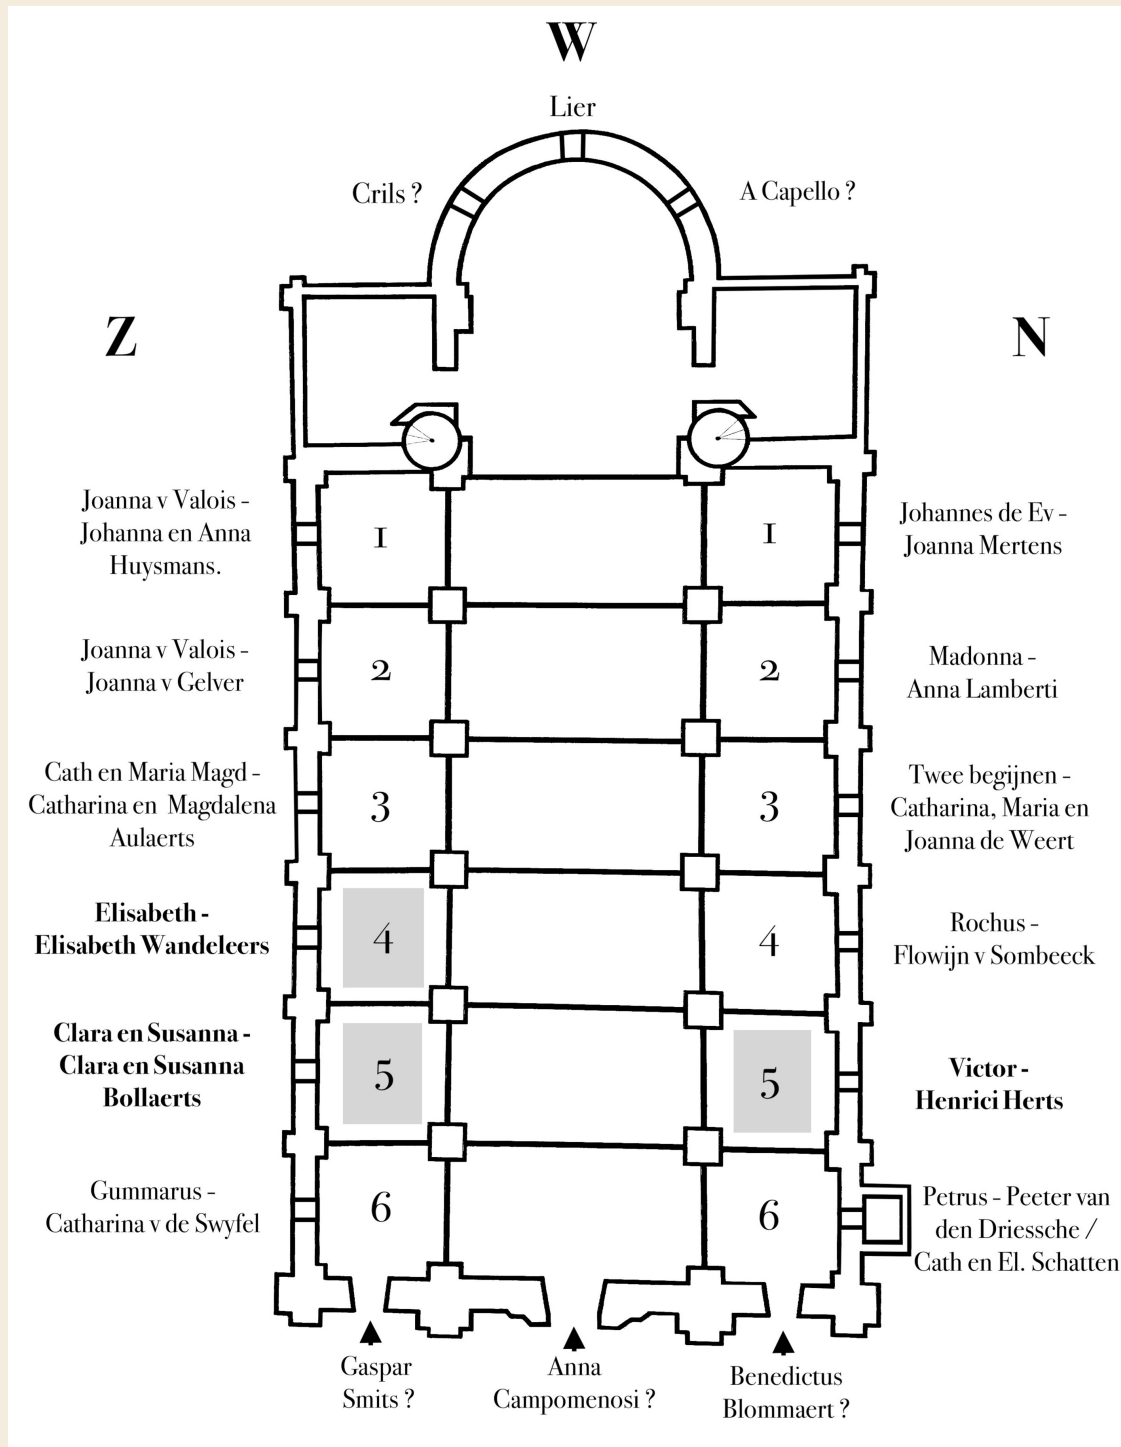 W
Lier
Crils ?
A Capello ?
Z
N
Joanna v Valois -
Johanna en Anna
Huysmans.
1
1
Johannes de Ev -
Joanna Mertens
Joanna v Valois -
Joanna v Gelver
2
2
Madonna -
Anna Lamberti
Cath en Maria Magd -
Catharina en Magdalena
Aulaerts
3
3
Twee begijnen -
Catharina, Maria en
Joanna de Weert
Elisabeth -
Elisabeth Wandeleers
4
4
Rochus -
Flowijn v Sombeeck
Clara en Susanna -
Clara en Susanna
Bollaerts
5
5
Victor -
Henrici Herts
Gummarus -
Catharina v de Swyfel
6
6
Petrus - Peeter van
den Driessche /
Cath en El. Schatten
Gaspar
Smits ?
Anna
Campomenosi ?
Benedictus
Blommaert ?